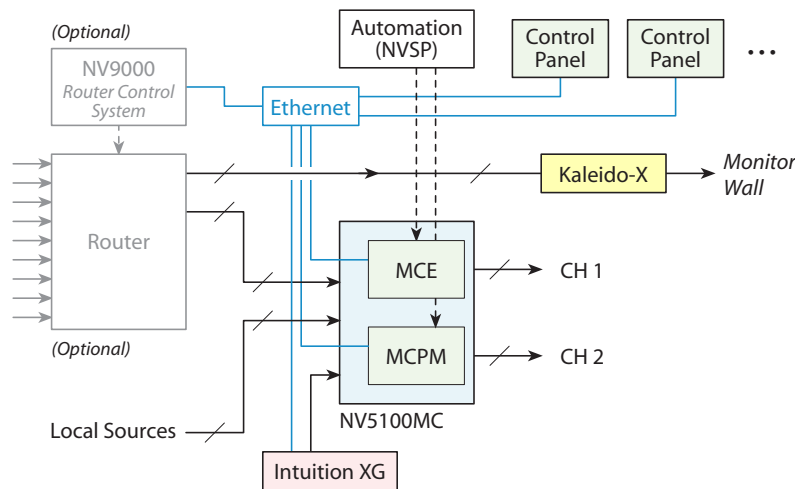 (Optional)
NV9000
Router Control
System
Automation
(NVSP)
Control
Panel
Control
Panel
...
Ethernet
Router
(Optional)
Kaleido-X
Monitor
Wall
MCE
CH 1
MCPM
CH 2
NV5100MC
Local Sources
Intuition XG